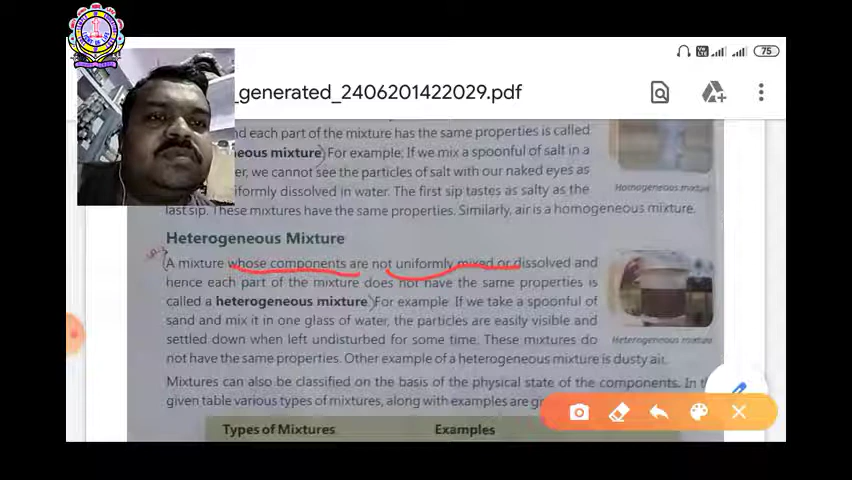 75
_generated_2406201422029.pdf
nd each part of the mixture has the same properties is called
eous mixture) For example: If we mix a spoonful of salt in a
er, we cannot see the particles of salt with our naked eyes as
iformly dissolved in water. The first sip tastes as salty as the
last sip. These mixtures have the same properties. Similarly, air is a homogeneous mixture.
Homogeneous mixture
Heterogeneous Mixture
(A mixture whose components are not uniformly mixed or dissolved and
hence each part of the mixture does not have the same properties is
called a heterogeneous mixture) For example: If we take a spoonful of
sand and mix it in one glass of water, the particles are easily visible and
settled down when left undisturbed for some time. These mixtures do
not have the same properties. Other example of a heterogeneous mixture is dusty air.
Heterogeneous mixture
Mixtures can also be classified on the basis of the physical state of the components. In th
given table various types of mixtures, along with examples are gi
Types of Mixtures Examples